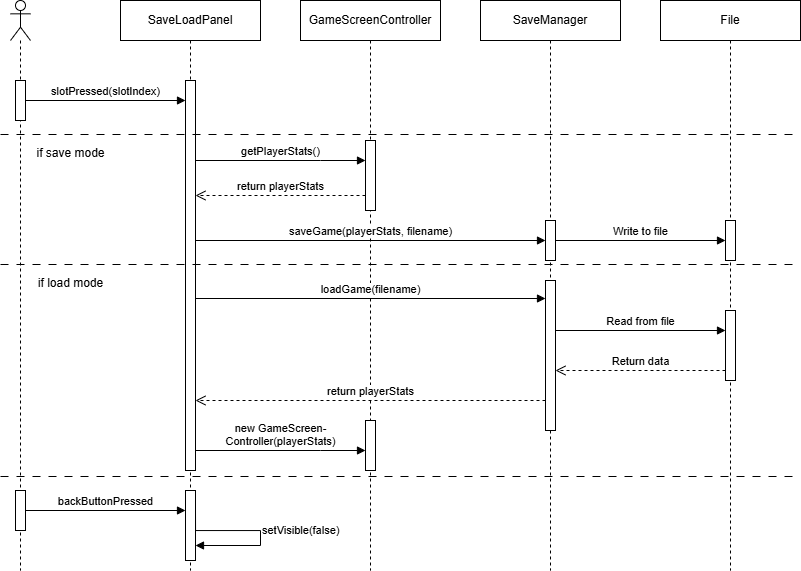 SaveLoadPanel
GameScreenController
SaveManager
File
slotPressed(slotIndex)
if save mode
getPlayerStats()
return playerStats
saveGame(playerStats, filename)
Write to file
if load mode
loadGame(filename)
Read from file
Return data
return playerStats
new GameScreen-
Controller(playerStats)
backButtonPressed
setVisible(false)